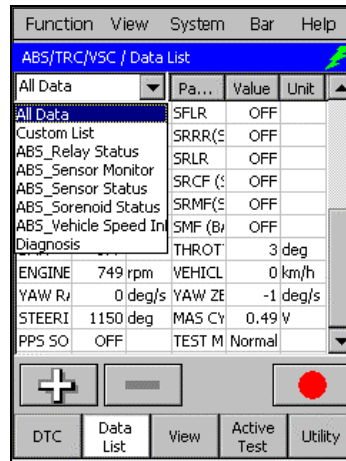 Function View System Bar Help
ABS/TRC/VSC / Data List
All Data Pa... Value Unit
All Data SFLR OFF
Custom List SRRR(S OFF
ABS_Relay Status SRLR OFF
ABS_Sensor Monitor SRCF (S OFF
ABS_Sensor Status SRMF(S OFF
ABS_Sorenoid Status SMF (B/ OFF
ABS_Vehicle Speed Inf
Diagnosis THROT 3 deg
ENGINE 749 rpm VEHICL 0 km/h
YAW R/ 0 deg/s YAW ZE -1 deg/s
STEERI 1150 deg MAS CY 0.49 V
PPS SO OFF TEST M Normal
DTC Data List View Active Test Utility